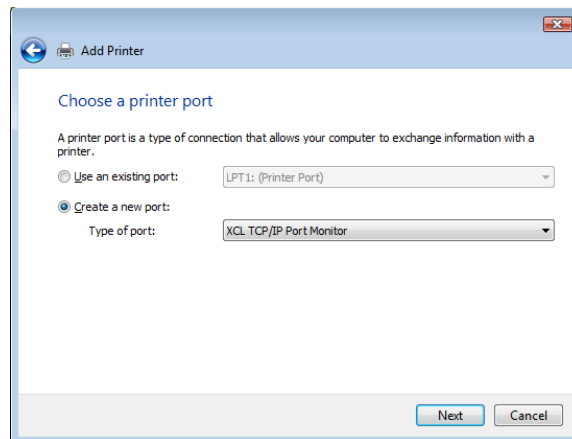 Add Printer
Choose a printer port
A printer port is a type of connection that allows your computer to exchange information with a
printer.
Use an existing port: LPT1: (Printer Port)
Create a new port:
Type of port: XCL TCP/IP Port Monitor
Next Cancel